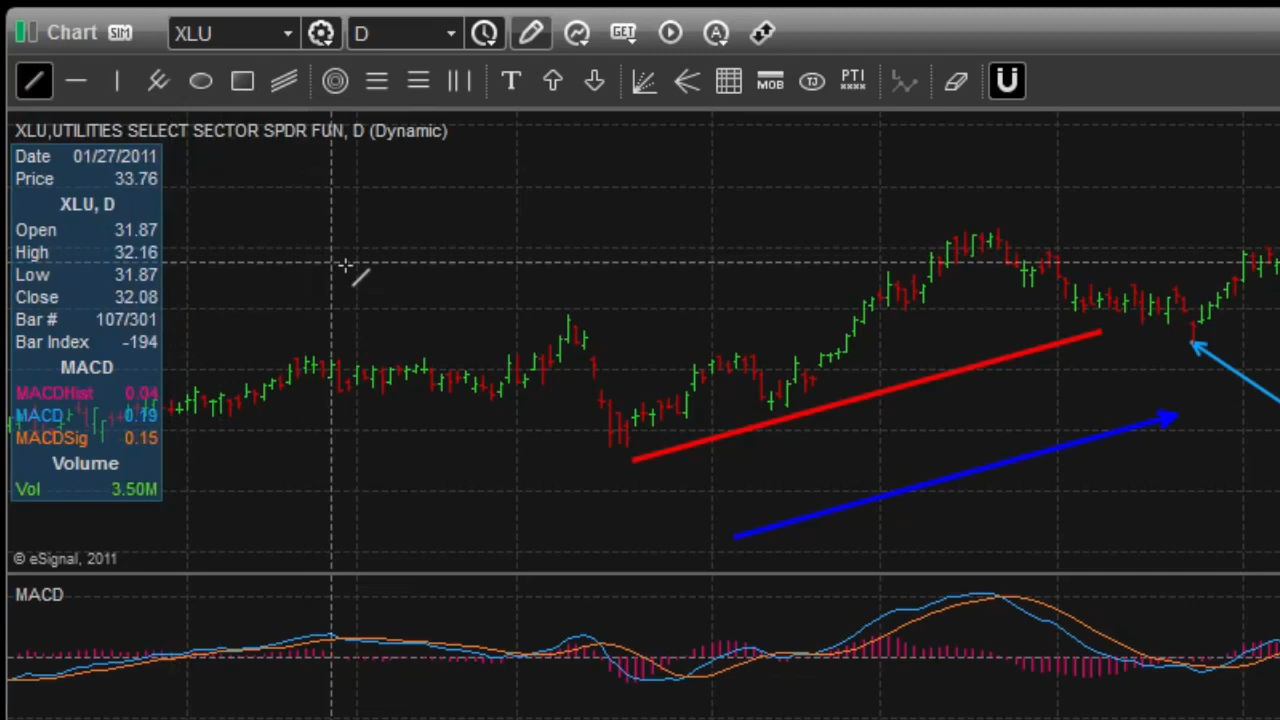 Chart SIM XLU D GET A
T MOB TJ PTI U
XLU,UTILITIES SELECT SECTOR SPDR FUN, D (Dynamic)
Date 01/27/2011
Price 33.76
XLU, D
Open 31.87
High 32.16
Low 31.87
Close 32.08
Bar # 107/301
Bar Index -194
MACD
MACDHist 0.04
MACD 0.19
MACDSig 0.15
Volume
Vol 3.50M
© eSignal, 2011
MACD